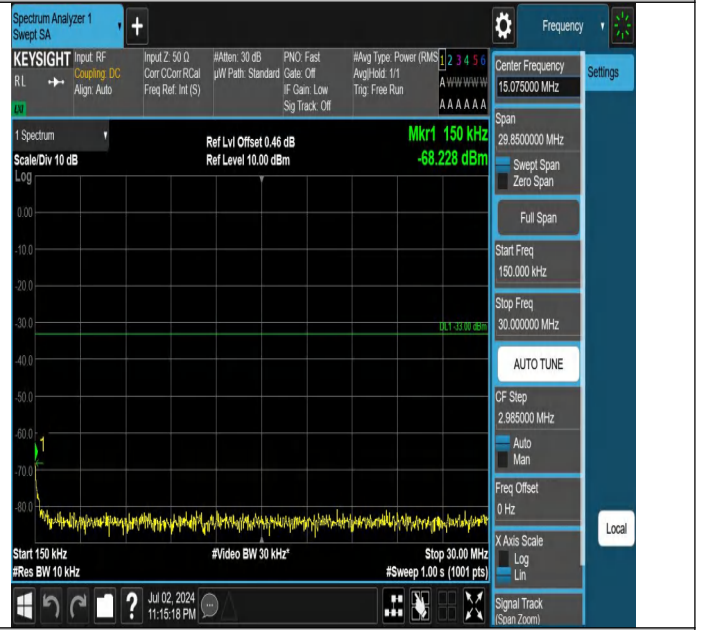 Spectrum Analyzer 1
Swept SA
Frequency
KEYSIGHT
RL
LXI
Input: RF
Coupling: DC
Align: Auto
Input Z: 50 Ω
Corr CCorr RCal
Freq Ref: Int (S)
#Atten: 30 dB
µW Path: Standard
PNO: Fast
Gate: Off
IF Gain: Low
Sig Track: Off
#Avg Type: Power (RMS
Avg|Hold: 1/1
Trig: Free Run
1 2 3 4 5 6
A W W W W W
A A A A A A
1 Spectrum
Scale/Div 10 dB
Ref Lvl Offset 0.46 dB
Ref Level 10.00 dBm
Mkr1 150 kHz
-68.228 dBm
Log
0.00
-10.0
-20.0
-30.0
DL1 -33.00 dBm
-40.0
-50.0
-60.0
1
-70.0
-80.0
Start 150 kHz
#Video BW 30 kHz*
Stop 30.00 MHz
#Res BW 10 kHz
#Sweep 1.00 s (1001 pts)
?
Jul 02, 2024
11:15:18 PM
Center Frequency
15.075000 MHz
Settings
Span
29.8500000 MHz
Swept Span
Zero Span
Full Span
Start Freq
150.000 kHz
Stop Freq
30.000000 MHz
AUTO TUNE
CF Step
2.985000 MHz
Auto
Man
Freq Offset
0 Hz
Local
X Axis Scale
Log
Lin
Signal Track
(Span Zoom)